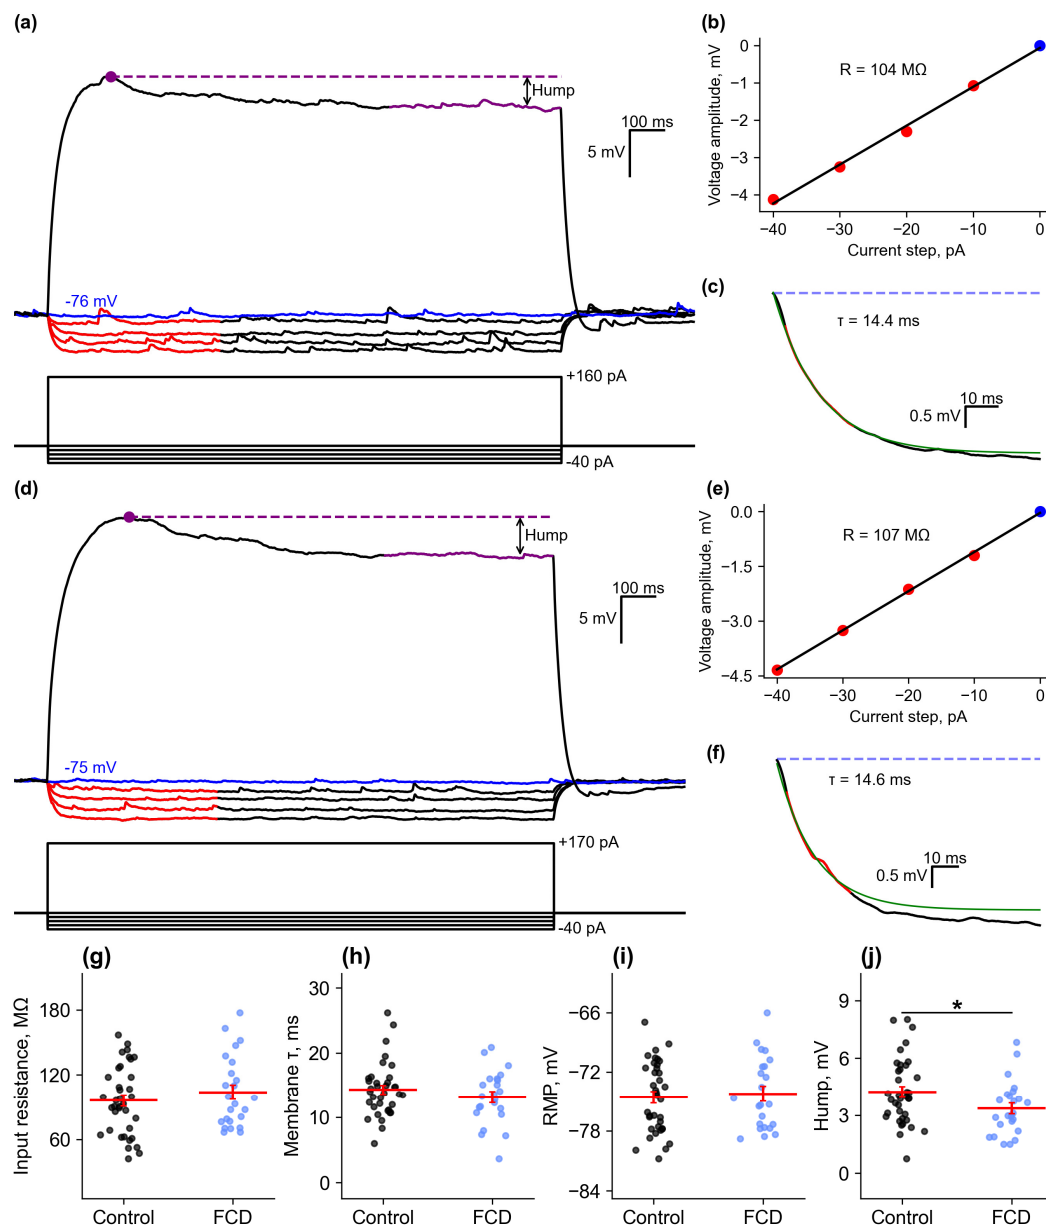 (a)
Hump
100 ms
5 mV
-76 mV
+160 pA
-40 pA
(b)
0
−1
−2
−3
−4
Voltage amplitude, mV
R = 104 MΩ
−40 −30 −20 −10 0
Current step, pA
(c)
τ = 14.4 ms
10 ms
0.5 mV
(d)
Hump
100 ms
5 mV
-75 mV
+170 pA
-40 pA
(e)
0.0
−1.5
−3.0
−4.5
Voltage amplitude, mV
R = 107 MΩ
−40 −30 −20 −10 0
Current step, pA
(f)
τ = 14.6 ms
10 ms
0.5 mV
(g)
Input resistance, MΩ
180
120
60
Control FCD
(h)
Membrane τ, ms
30
20
10
0
Control FCD
(i)
RMP, mV
−66
−72
−78
−84
Control FCD
(j)
Hump, mV
9
6
3
0
*
Control FCD